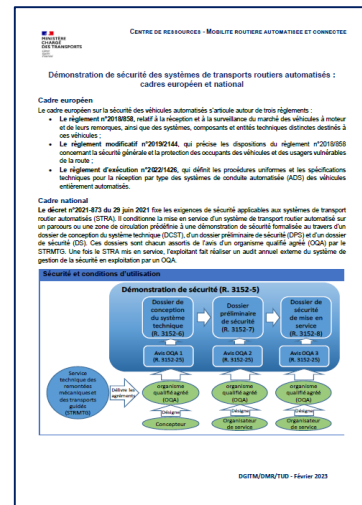 CENTRE DE RESSOURCES - MOBILITE ROUTIERE AUTOMATISEE ET CONNECTEE
MINISTÈRE
CHARGÉ
DES TRANSPORTS
Démonstration de sécurité des systèmes de transports routiers automatisés :
cadres européen et national
Cadre européen
Le cadre européen sur la sécurité des véhicules automatisés s'articule autour de trois règlements :
• Le règlement n°2018/858, relatif à la réception et à la surveillance du marché des véhicules à moteur
et de leurs remorques, ainsi que des systèmes, composants et entités techniques distinctes destinés à
ces véhicules ;
• Le règlement modificatif n°2019/2144, qui précise les dispositions du règlement n°2018/858
concernant la sécurité générale et la protection des occupants des véhicules et des usagers vulnérables
de la route ;
• Le règlement d'exécution n°2022/1426, qui définit les procédures uniformes et les spécifications
techniques pour la réception par type des systèmes de conduite automatisée (ADS) des véhicules
entièrement automatisés.
Cadre national
Le décret n°2021-873 du 29 juin 2021 fixe les exigences de sécurité applicables aux systèmes de transport
routier automatisés (STRA). Il conditionne la mise en service d'un système de transport routier automatisé sur
un parcours ou une zone de circulation prédéfinie à une démonstration de sécurité formalisée au travers d'un
dossier de conception du système technique (DCST), d'un dossier préliminaire de sécurité (DPS) et d'un dossier
de sécurité (DS). Ces dossiers sont chacun assortis de l'avis d'un organisme qualifié agréé (OQA) par le
STRMTG. Une fois le STRA mis en service, l'exploitant fait réaliser un audit annuel externe du système de
gestion de la sécurité en exploitation par un OQA.
Sécurité et conditions d'utilisation
Démonstration de sécurité (R. 3152-5)
Dossier de
conception
du système
technique
(R. 3152-6)
Dossier
préliminaire
de sécurité
(R. 3152-7)
Dossier de
sécurité
de mise en
service
(R. 3152-8)
Avis OQA 1
(R. 3152-25)
Avis OQA 2
(R. 3152-25)
Avis OQA 3
(R. 3152-25)
Service
technique des
remontées
mécaniques et
des transports
guidés
(STRMTG)
Délivre les
agréments
organisme
qualifié agréé
(OQA)
organisme
qualifié agréé
(OQA)
organisme
qualifié agréé
(OQA)
Désigne
Désigne
Désigne
Concepteur
Organisateur
de service
Organisateur
de service
DGITM/DMR/TUD - Février 2023